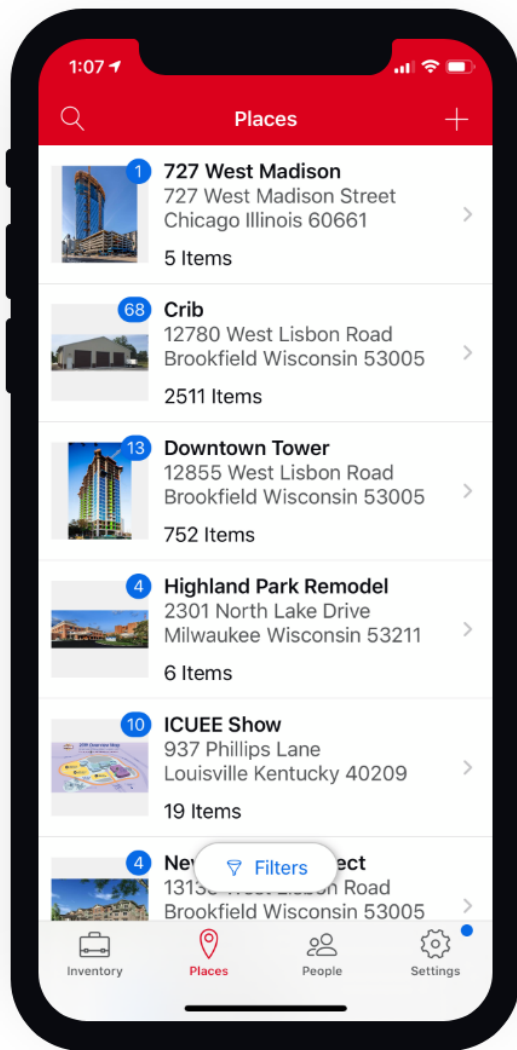 1:07
Places
1
727 West Madison
727 West Madison Street
Chicago Illinois 60661
5 Items
68
Crib
12780 West Lisbon Road
Brookfield Wisconsin 53005
2511 Items
13
Downtown Tower
12855 West Lisbon Road
Brookfield Wisconsin 53005
752 Items
4
Highland Park Remodel
2301 North Lake Drive
Milwaukee Wisconsin 53211
6 Items
10
ICUEE Show
937 Phillips Lane
Louisville Kentucky 40209
19 Items
4
Filters
Road
Brookfield Wisconsin 53005
Inventory
Places
People
Settings